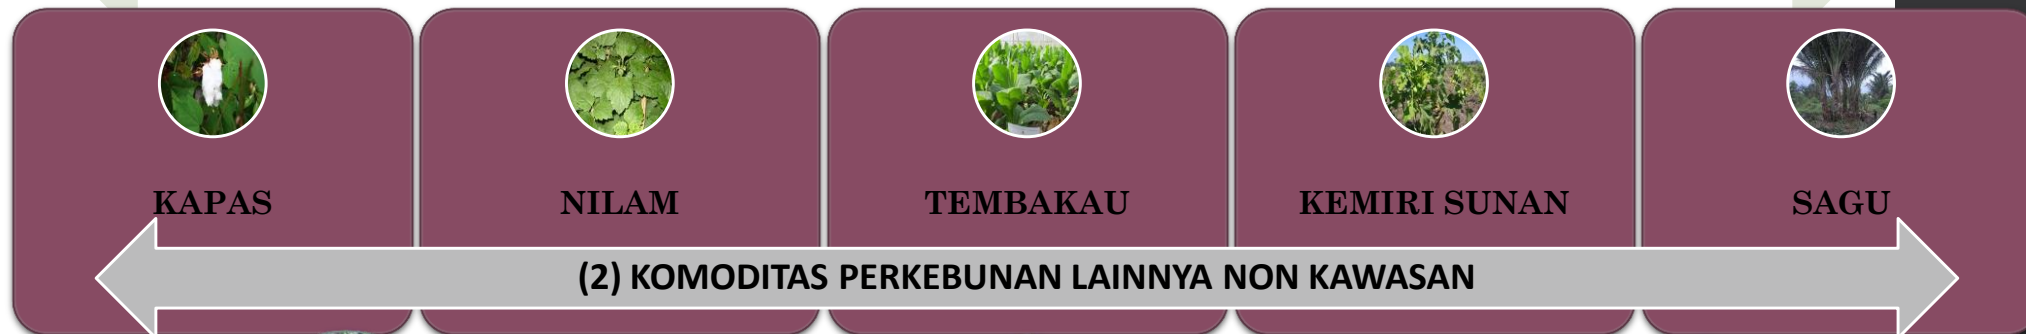 KAPAS
NILAM
TEMBAKAU
KEMIRI SUNAN
SAGU
(2) KOMODITAS PERKEBUNAN LAINNYA NON KAWASAN